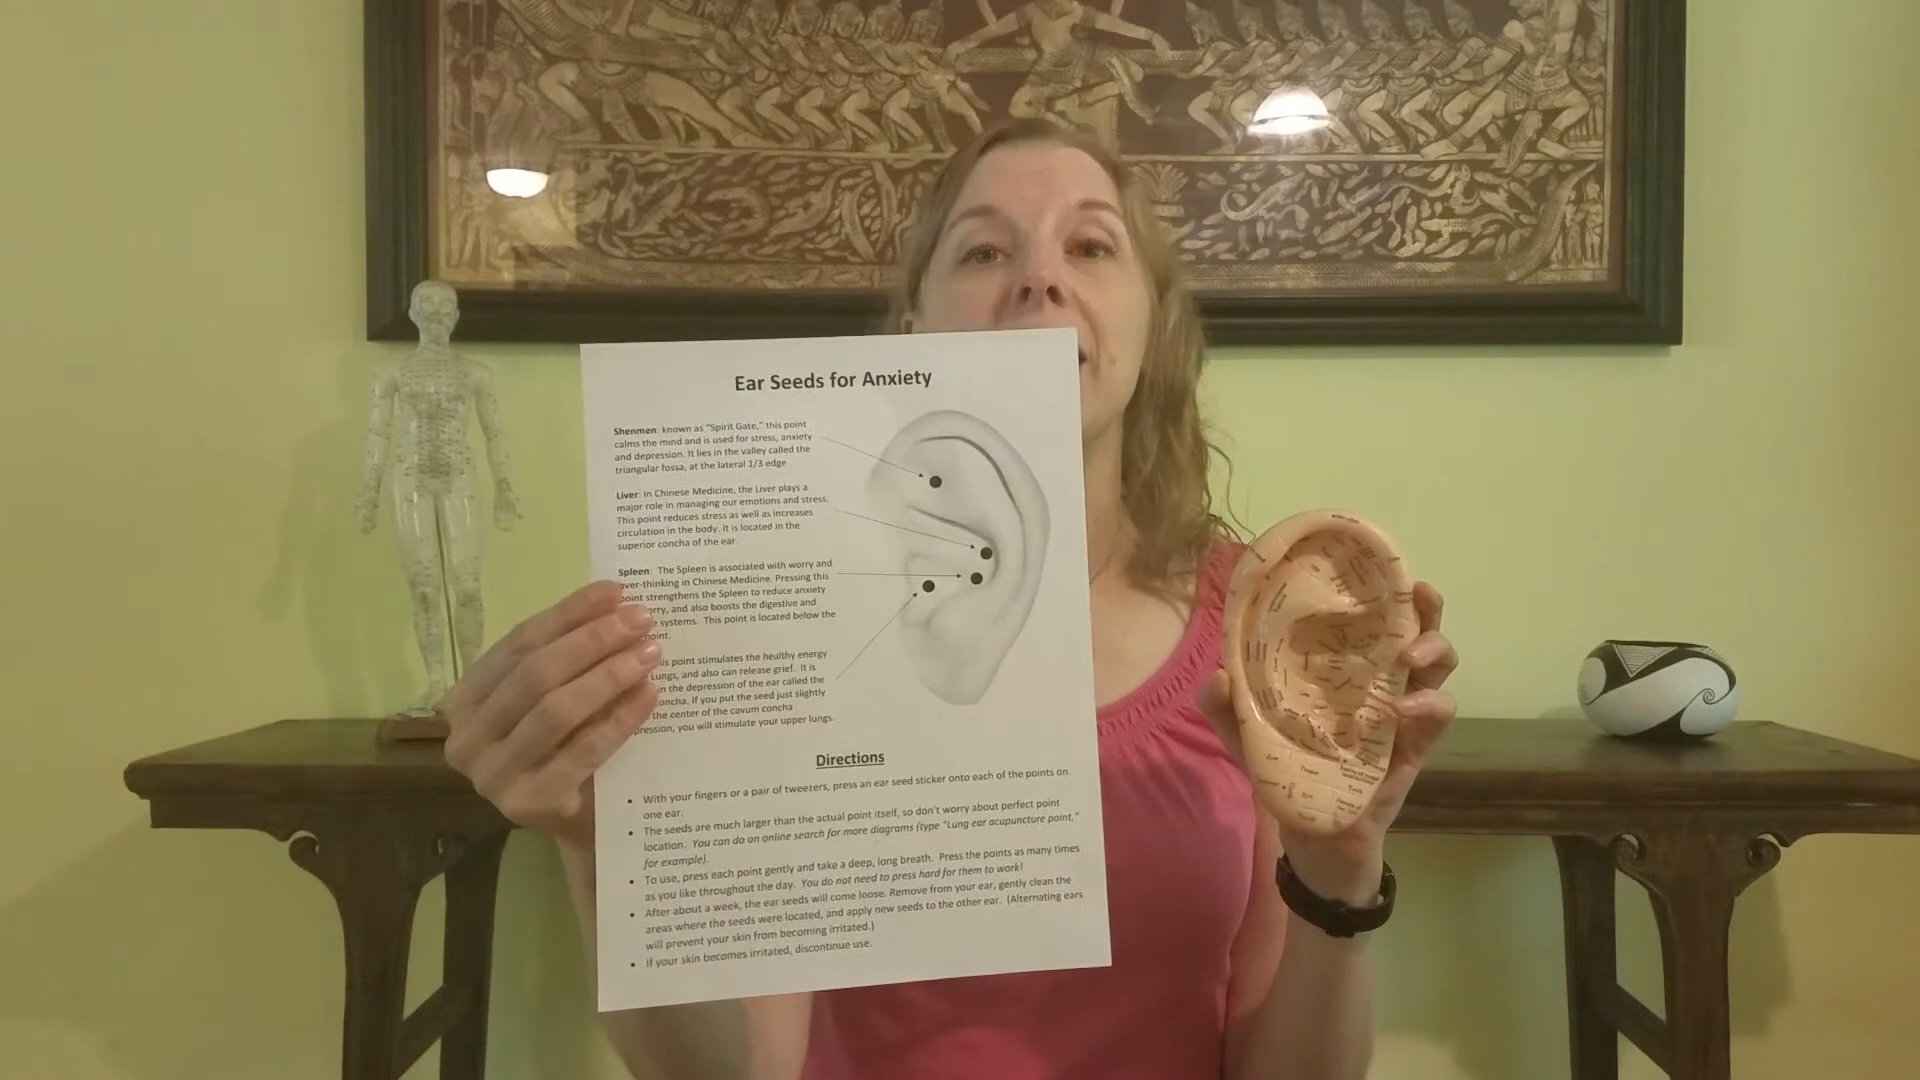 Ear Seeds for Anxiety
Shenmen: known as "Spirit Gate," this point
calms the mind and is used for stress, anxiety
and depression. It lies in the valley called the
triangular fossa, at the lateral 1/3 edge
Liver: In Chinese Medicine, the Liver plays a
major role in managing our emotions and stress.
This point reduces stress as well as increases
circulation in the body. It is located in the
superior concha of the ear.
Spleen: The Spleen is associated with worry and
over-thinking in Chinese Medicine. Pressing this
point strengthens the Spleen to reduce anxiety
orry, and also boosts the digestive and
e systems. This point is located below the
point.
is point stimulates the healthy energy
Lungs, and also can release grief. It is
in the depression of the ear called the
oncha. If you put the seed just slightly
the center of the cavum concha
pression, you will stimulate your upper lungs.
Directions
• With your fingers or a pair of tweezers, press an ear seed sticker onto each of the points on
one ear.
• The seeds are much larger than the actual point itself, so don't worry about perfect point
location. You can do an online search for more diagrams (type "Lung ear acupuncture point,"
for example).
• To use, press each point gently and take a deep, long breath. Press the points as many times
as you like throughout the day. You do not need to press hard for them to work!
• After about a week, the ear seeds will come loose. Remove from your ear, gently clean the
areas where the seeds were located, and apply new seeds to the other ear. (Alternating ears
will prevent your skin from becoming irritated.)
• If your skin becomes irritated, discontinue use.
Jaw
Tongue
Eye
Teeth